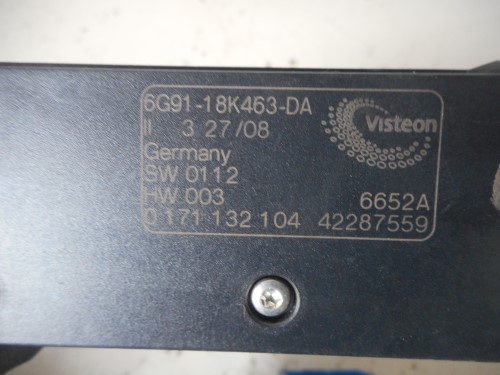 6G91-18K463-DA
II 3 27/08
Visteon
Germany
SW 0112
HW 003 6652A
0 171 132 104 42287559